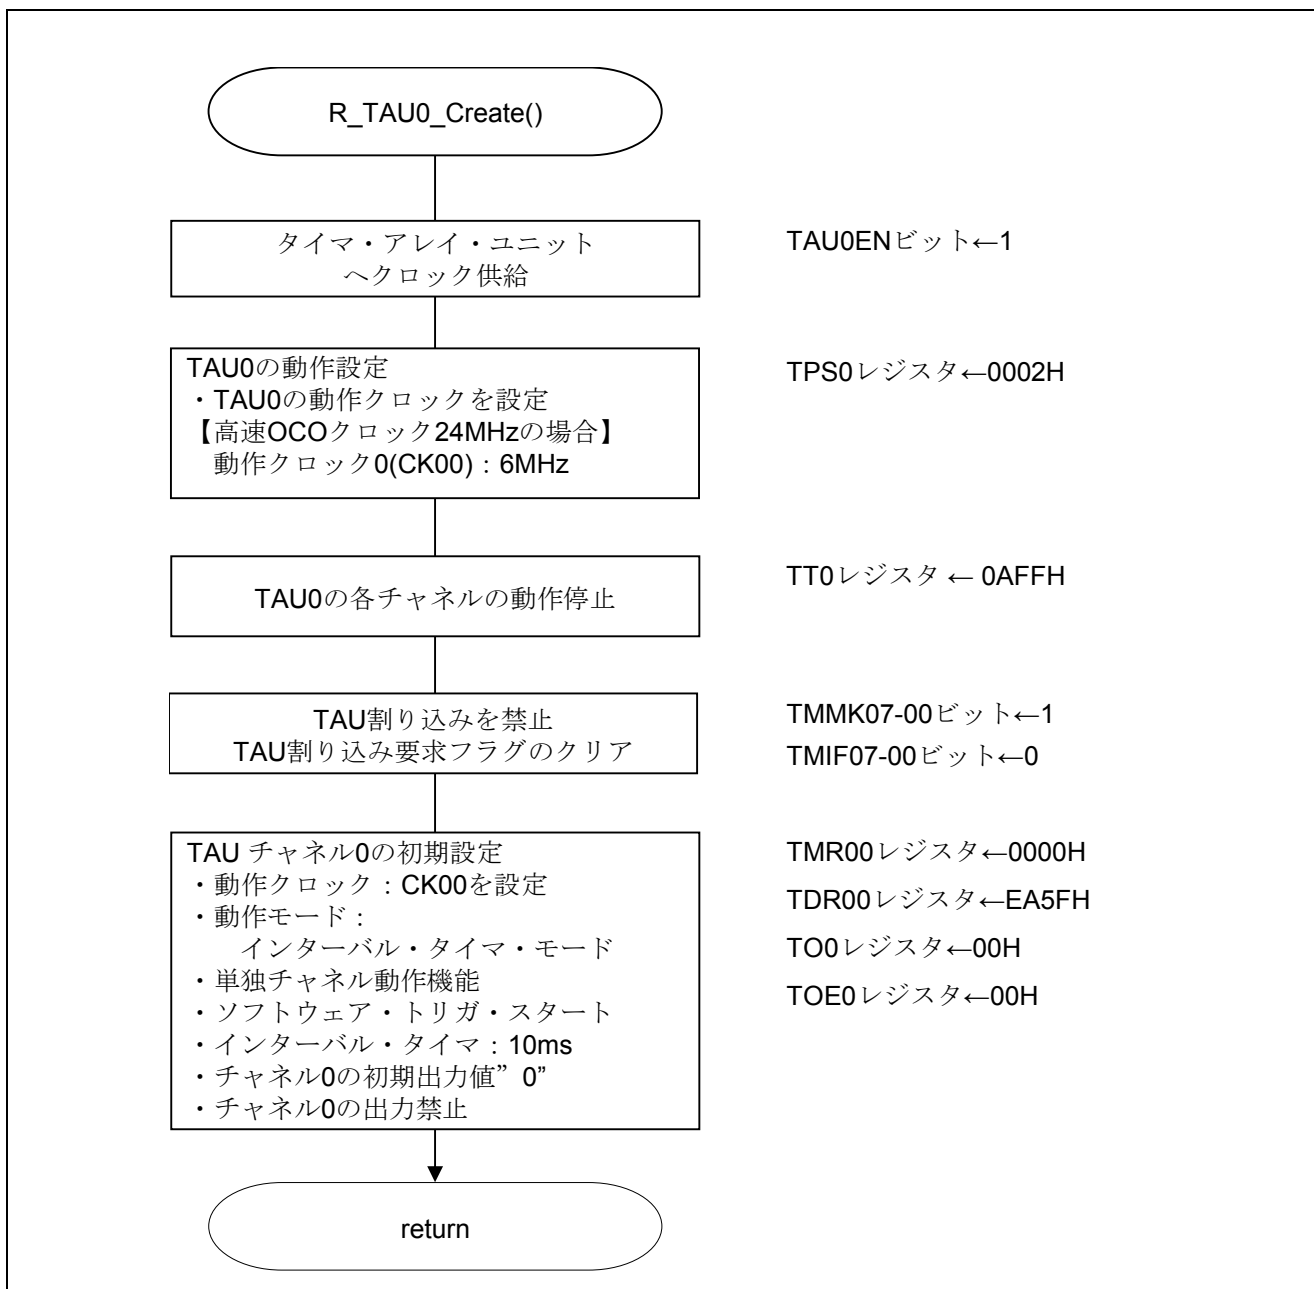 R_TAU0_Create()
タイマ・アレイ・ユニット
へクロック供給
TAU0ENビット←1
TAU0の動作設定
・TAU0の動作クロックを設定
【高速OCOクロック24MHzの場合】
動作クロック0(CK00)：6MHz
TPS0レジスタ←0002H
TAU0の各チャネルの動作停止
TT0レジスタ ← 0AFFH
TAU割り込みを禁止
TAU割り込み要求フラグのクリア
TMMK07-00ビット←1
TMIF07-00ビット←0
TAU チャネル0の初期設定
・動作クロック：CK00を設定
・動作モード：
インターバル・タイマ・モード
・単独チャネル動作機能
・ソフトウェア・トリガ・スタート
・インターバル・タイマ：10ms
・チャネル0の初期出力値”0”
・チャネル0の出力禁止
TMR00レジスタ←0000H
TDR00レジスタ←EA5FH
TO0レジスタ←00H
TOE0レジスタ←00H
return